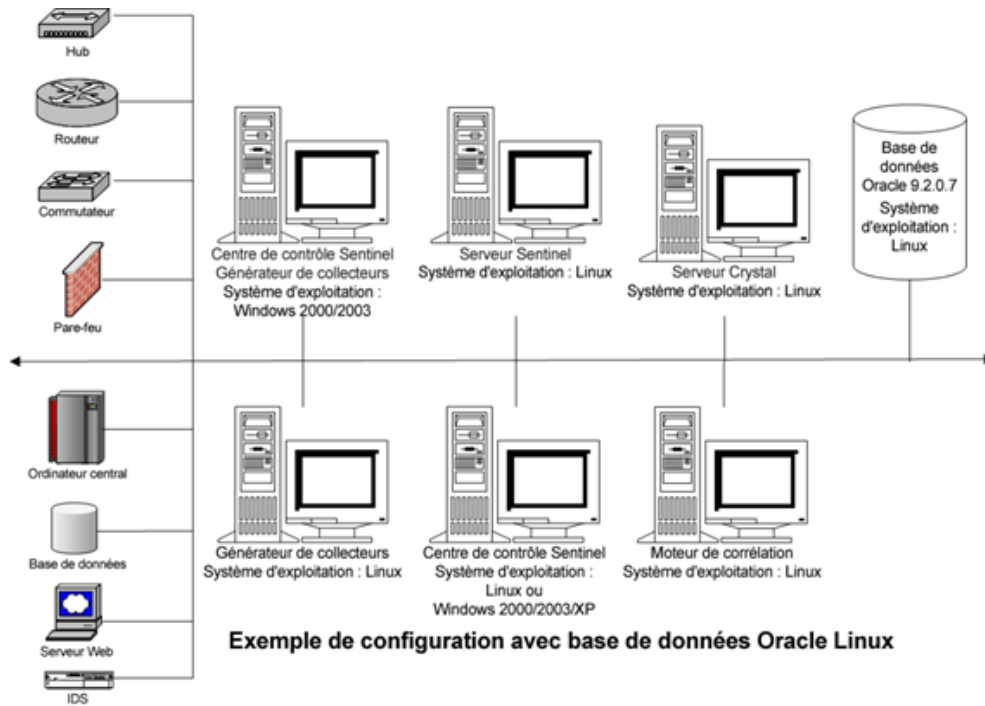 Hub
Routeur
Commutateur
Pare-feu
Centre de contrôle Sentinel
Générateur de collecteurs
Système d'exploitation :
Windows 2000/2003
Serveur Sentinel
Système d'exploitation : Linux
Serveur Crystal
Système d'exploitation : Linux
Base de
données
Oracle 9.2.0.7
Système
d'exploitation :
Linux
Ordinateur central
Base de données
Serveur Web
IDS
Générateur de collecteurs
Système d'exploitation : Linux
Centre de contrôle Sentinel
Système d'exploitation :
Linux ou
Windows 2000/2003/XP
Moteur de corrélation
Système d'exploitation : Linux
Exemple de configuration avec base de données Oracle Linux